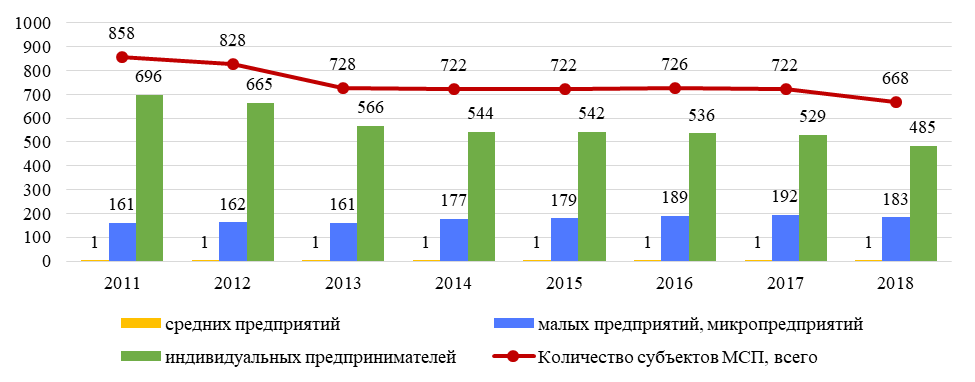 1000
900
800
700
600
500
400
300
200
100
0
858 828 728 722 722 726 722 668
696 665 566 544 542 536 529 485
161 162 161 177 179 189 192 183
1 1 1 1 1 1 1 1
2011 2012 2013 2014 2015 2016 2017 2018
средних предприятий малых предприятий, микропредприятий
индивидуальных предпринимателей Количество субъектов МСП, всего